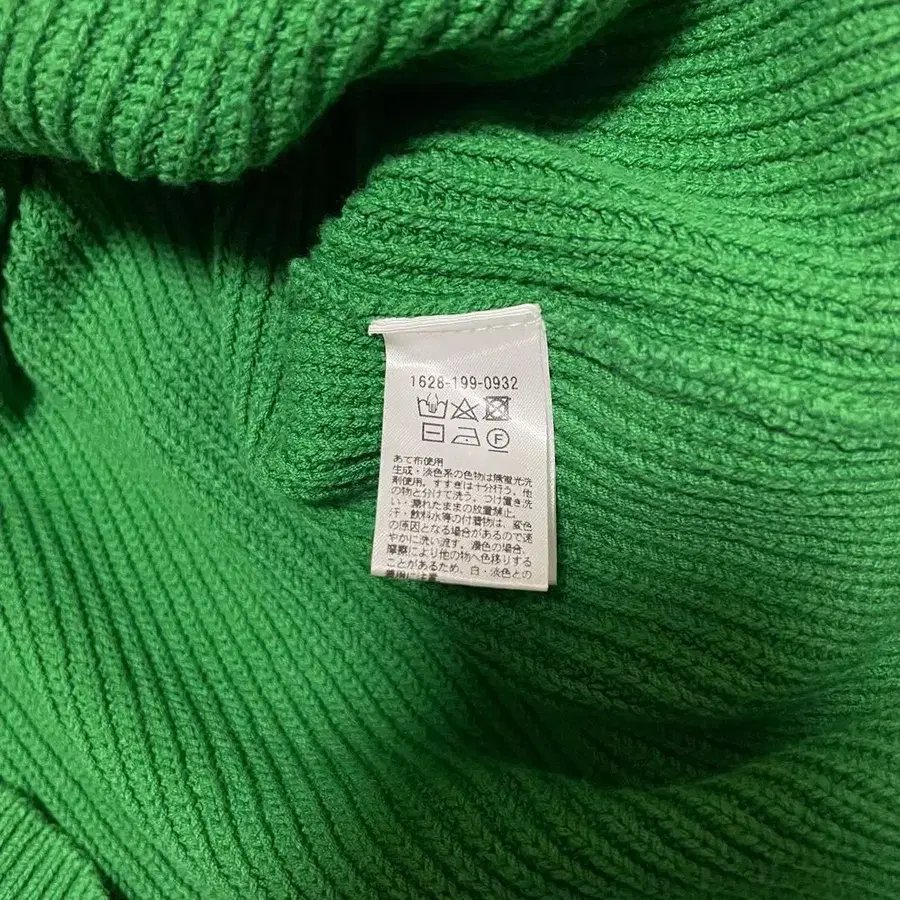 1628-199-0932
F
あて布使用
生成・淡色系の色物は無蛍光洗
剤使用。すすぎは十分行う。他
の物と分けて洗う。つけ置き洗
い・濡れたままの放置禁止。
汗・飲料水等の付着物は、変色
の原因となる場合があるので速
やかに洗い流す。濃色の場合、
摩擦により他の物へ色移りする
ことがあるため、白・淡色との
着用に注意